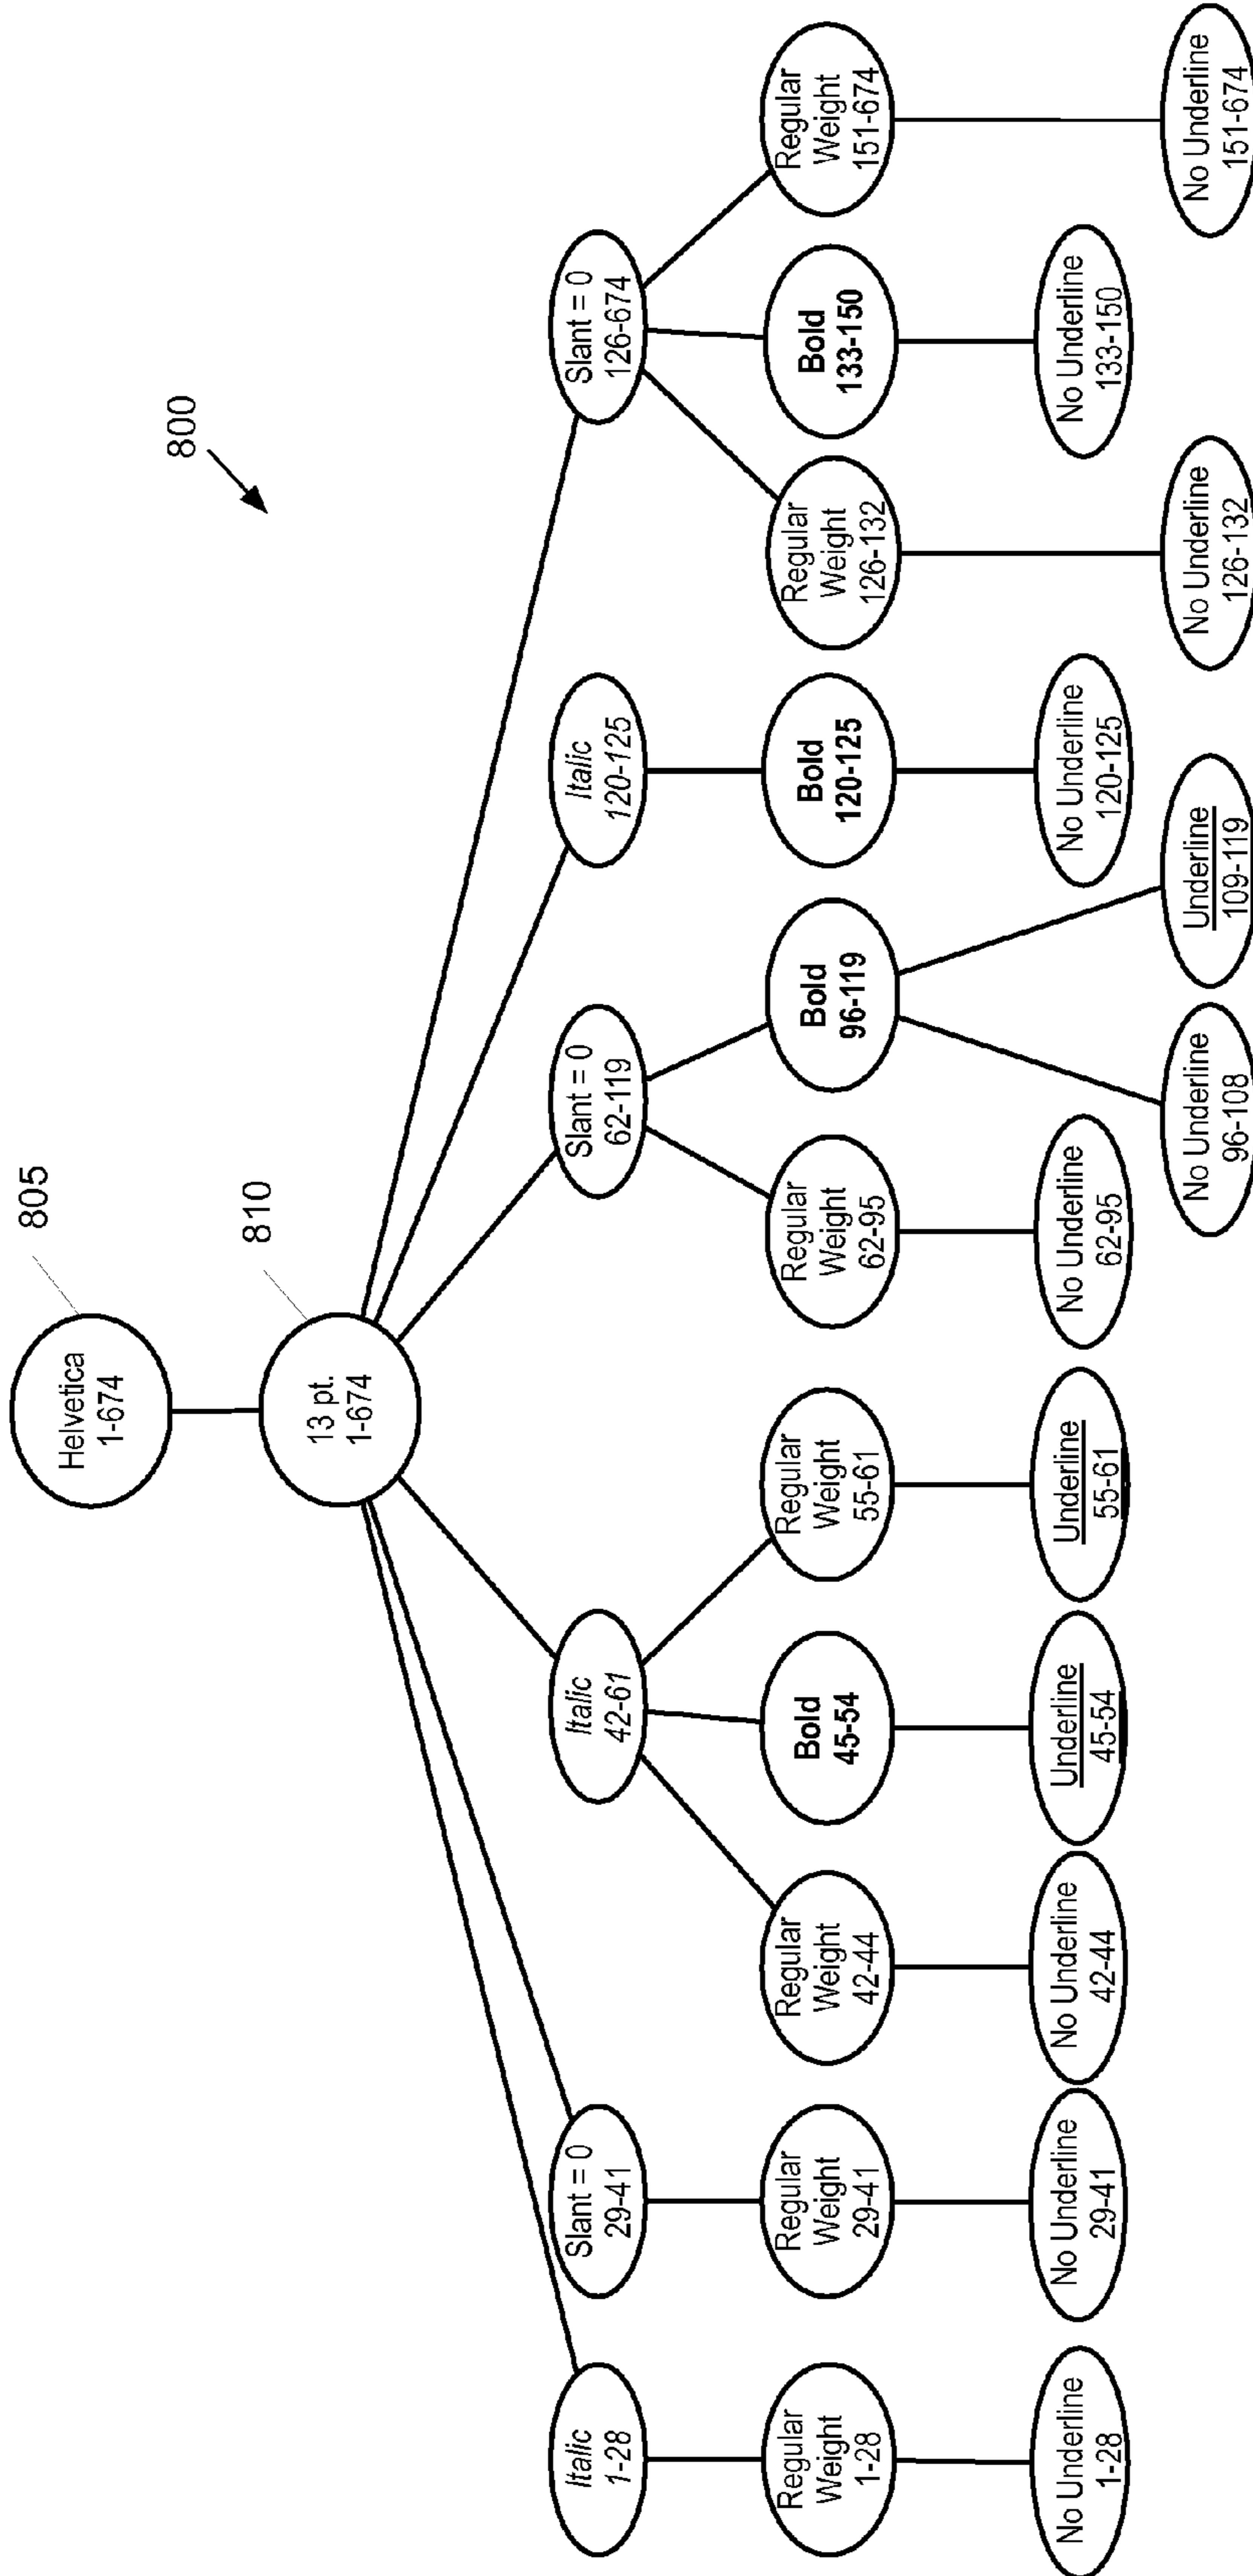 800
Helvetica
1-674
805
13 pt.
1-674
810
Italic
1-28
Slant = 0
29-41
Italic
42-61
Slant = 0
62-119
Italic
120-125
Slant = 0
126-674
Regular
Weight
1-28
Regular
Weight
29-41
Regular
Weight
42-44
Bold
45-54
Regular
Weight
55-61
Regular
Weight
62-95
Bold
96-119
Bold
120-125
Regular
Weight
126-132
Bold
133-150
Regular
Weight
151-674
No Underline
1-28
No Underline
29-41
No Underline
42-44
Underline
45-54
Underline
55-61
No Underline
62-95
No Underline
96-108
Underline
109-119
No Underline
120-125
No Underline
126-132
No Underline
133-150
No Underline
151-674